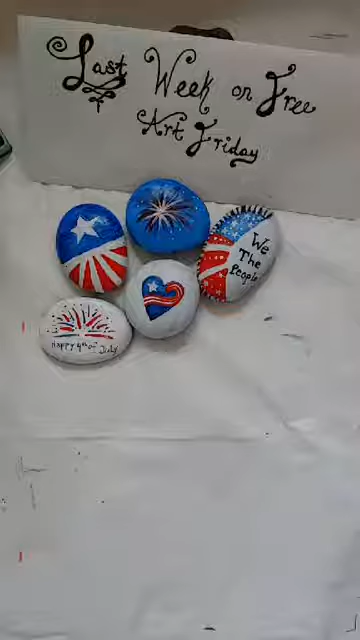 Last Week on Free
Art Friday
We
The
People
Happy 4th of July